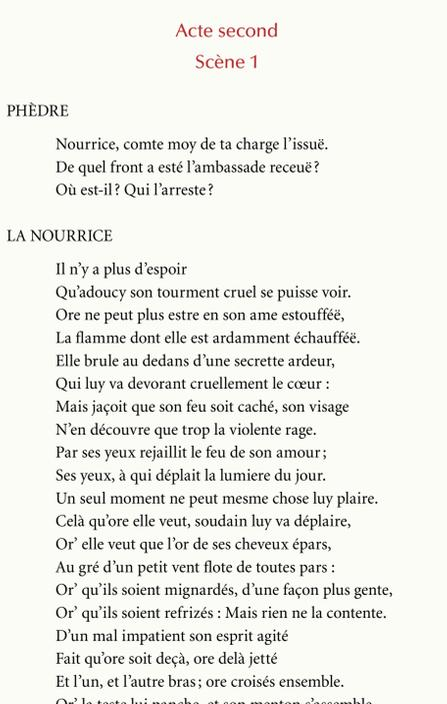 Acte second
Scène 1
PHÈDRE
Nourrice, comte moy de ta charge l'issuë.
De quel front a esté l'ambassade receuë ?
Où est-il ? Qui l'arreste ?
LA NOURRICE
Il n'y a plus d'espoir
Qu'adoucy son tourment cruel se puisse voir.
Ore ne peut plus estre en son ame estoufféë,
La flamme dont elle est ardamment échaufféë.
Elle brule au dedans d'une secrette ardeur,
Qui luy va devorant cruellement le cœur :
Mais jaçoit que son feu soit caché, son visage
N'en découvre que trop la violente rage.
Par ses yeux rejaillit le feu de son amour ;
Ses yeux, à qui déplait la lumiere du jour.
Un seul moment ne peut mesme chose luy plaire.
Celà qu'ore elle veut, soudain luy va déplaire,
Or' elle veut que l'or de ses cheveux épars,
Au gré d'un petit vent flote de toutes pars :
Or' qu'ils soient mignardés, d'une façon plus gente,
Or' qu'ils soient refrizés : Mais rien ne la contente.
D'un mal impatient son esprit agité
Fait qu'ore soit deçà, ore delà jetté
Et l'un, et l'autre bras ; ore croisés ensemble.
Or' la teste lui panche, et son menton s'assemble